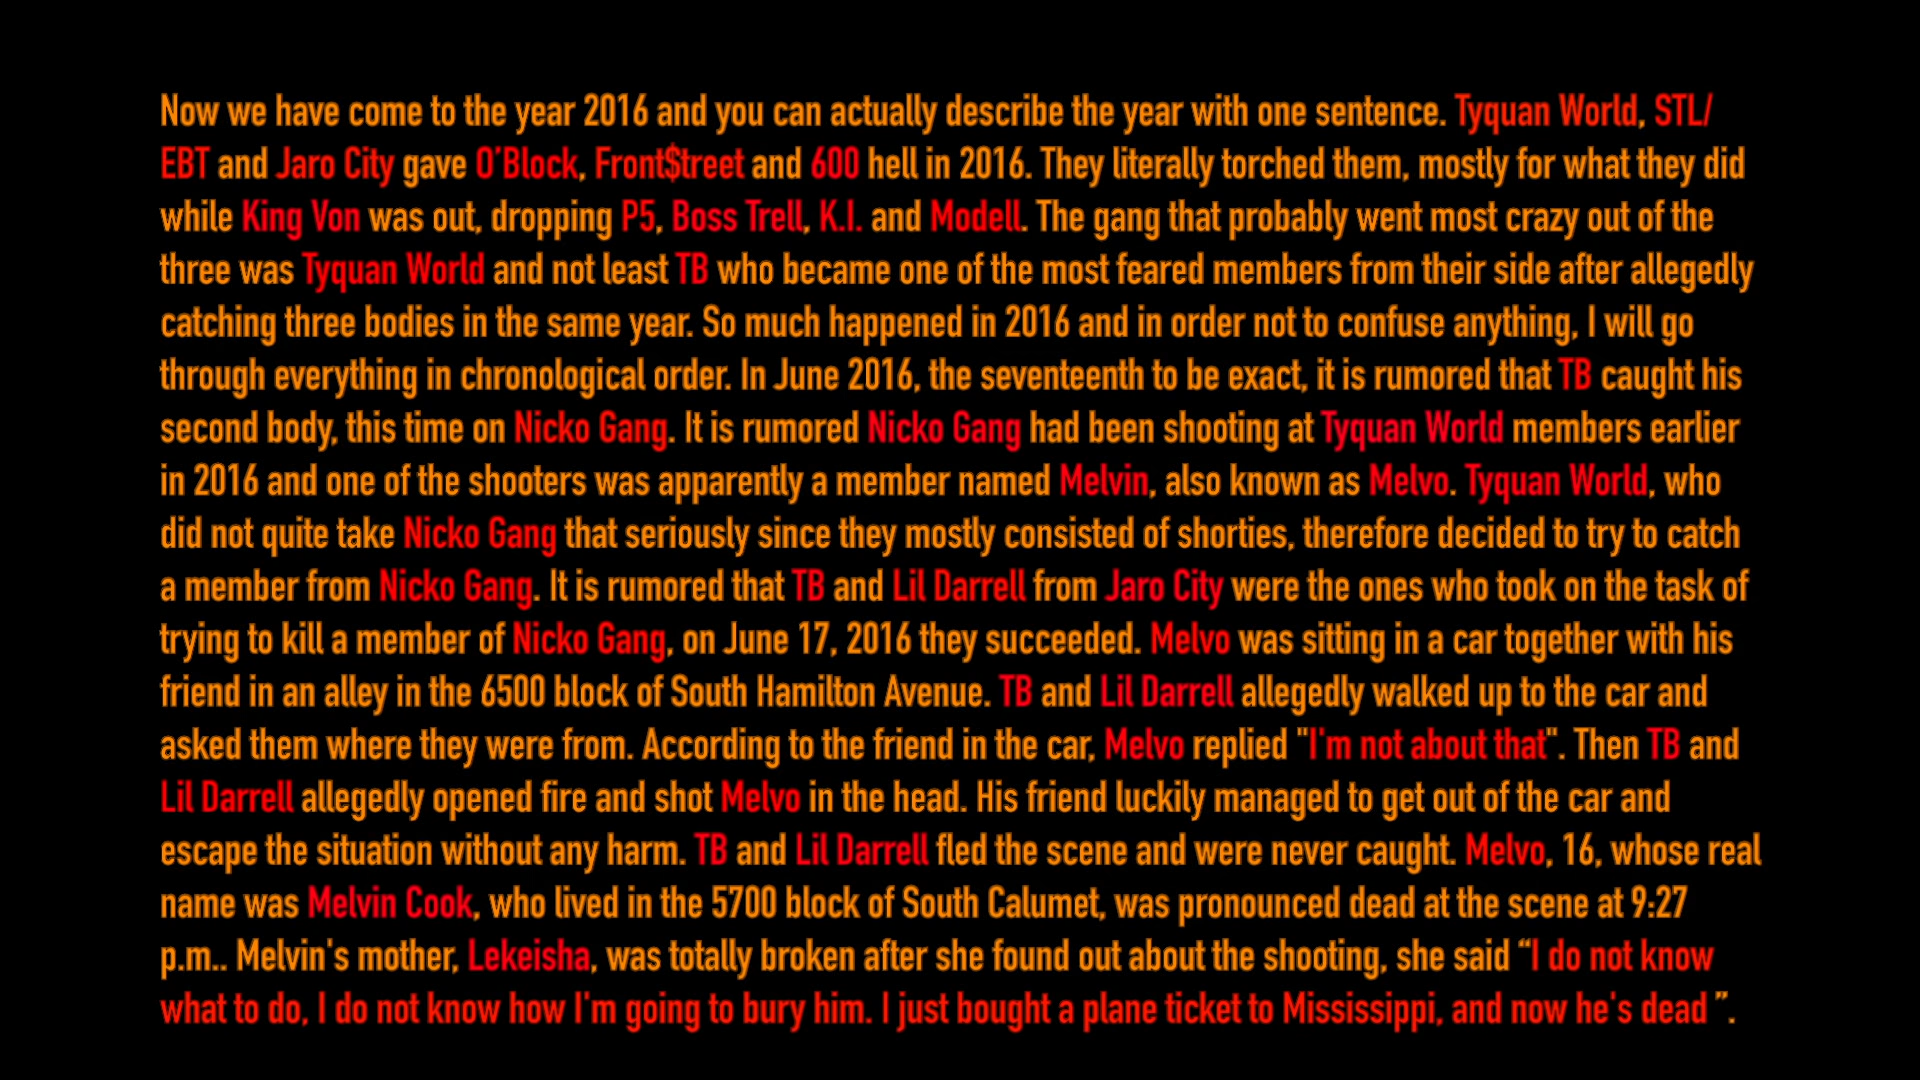 Now we have come to the year 2016 and you can actually describe the year with one sentence. Tyquan World, STL/
EBT and Jaro City gave O'Block, Front$treet and 600 hell in 2016. They literally torched them, mostly for what they did
while King Von was out, dropping P5, Boss Trell, K.I. and Modell. The gang that probably went most crazy out of the
three was Tyquan World and not least TB who became one of the most feared members from their side after allegedly
catching three bodies in the same year. So much happened in 2016 and in order not to confuse anything, I will go
through everything in chronological order. In June 2016, the seventeenth to be exact, it is rumored that TB caught his
second body, this time on Nicko Gang. It is rumored Nicko Gang had been shooting at Tyquan World members earlier
in 2016 and one of the shooters was apparently a member named Melvin, also known as Melvo. Tyquan World, who
did not quite take Nicko Gang that seriously since they mostly consisted of shorties, therefore decided to try to catch
a member from Nicko Gang. It is rumored that TB and Lil Darrell from Jaro City were the ones who took on the task of
trying to kill a member of Nicko Gang, on June 17, 2016 they succeeded. Melvo was sitting in a car together with his
friend in an alley in the 6500 block of South Hamilton Avenue. TB and Lil Darrell allegedly walked up to the car and
asked them where they were from. According to the friend in the car, Melvo replied "I'm not about that". Then TB and
Lil Darrell allegedly opened fire and shot Melvo in the head. His friend luckily managed to get out of the car and
escape the situation without any harm. TB and Lil Darrell fled the scene and were never caught. Melvo, 16, whose real
name was Melvin Cook, who lived in the 5700 block of South Calumet, was pronounced dead at the scene at 9:27
p.m.. Melvin's mother, Lekeisha, was totally broken after she found out about the shooting, she said “I do not know
what to do, I do not know how I'm going to bury him. I just bought a plane ticket to Mississippi, and now he's dead ”.